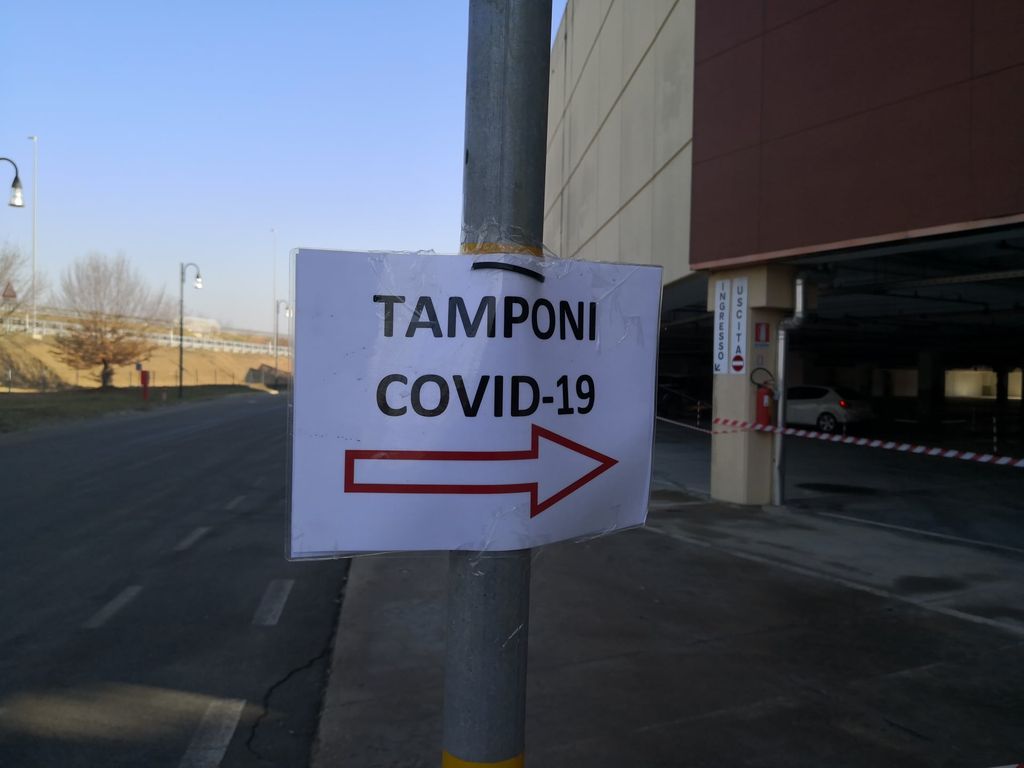 TAMPONI
COVID-19
INGRESSO
USCITA